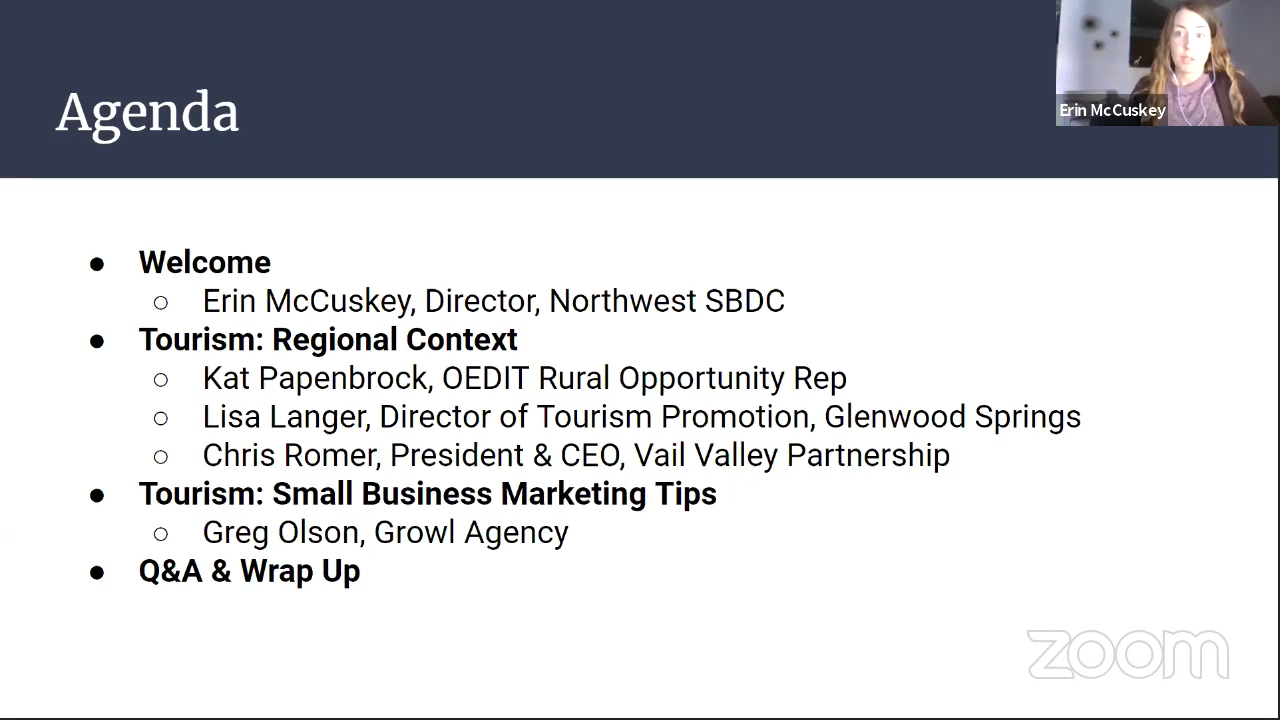 Agenda
Erin McCuskey
● Welcome
○ Erin McCuskey, Director, Northwest SBDC
● Tourism: Regional Context
○ Kat Papenbrock, OEDIT Rural Opportunity Rep
○ Lisa Langer, Director of Tourism Promotion, Glenwood Springs
○ Chris Romer, President & CEO, Vail Valley Partnership
● Tourism: Small Business Marketing Tips
○ Greg Olson, Growl Agency
● Q&A & Wrap Up
zoom